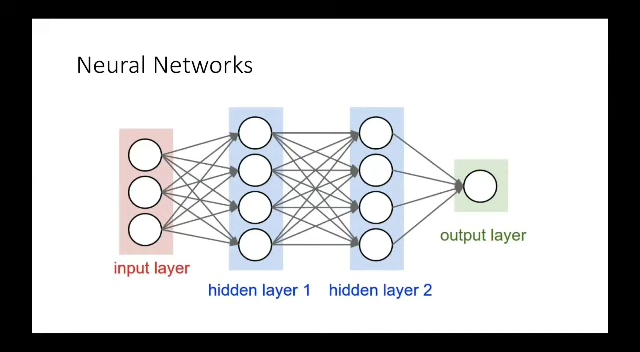 Neural Networks
input layer
hidden layer 1
hidden layer 2
output layer